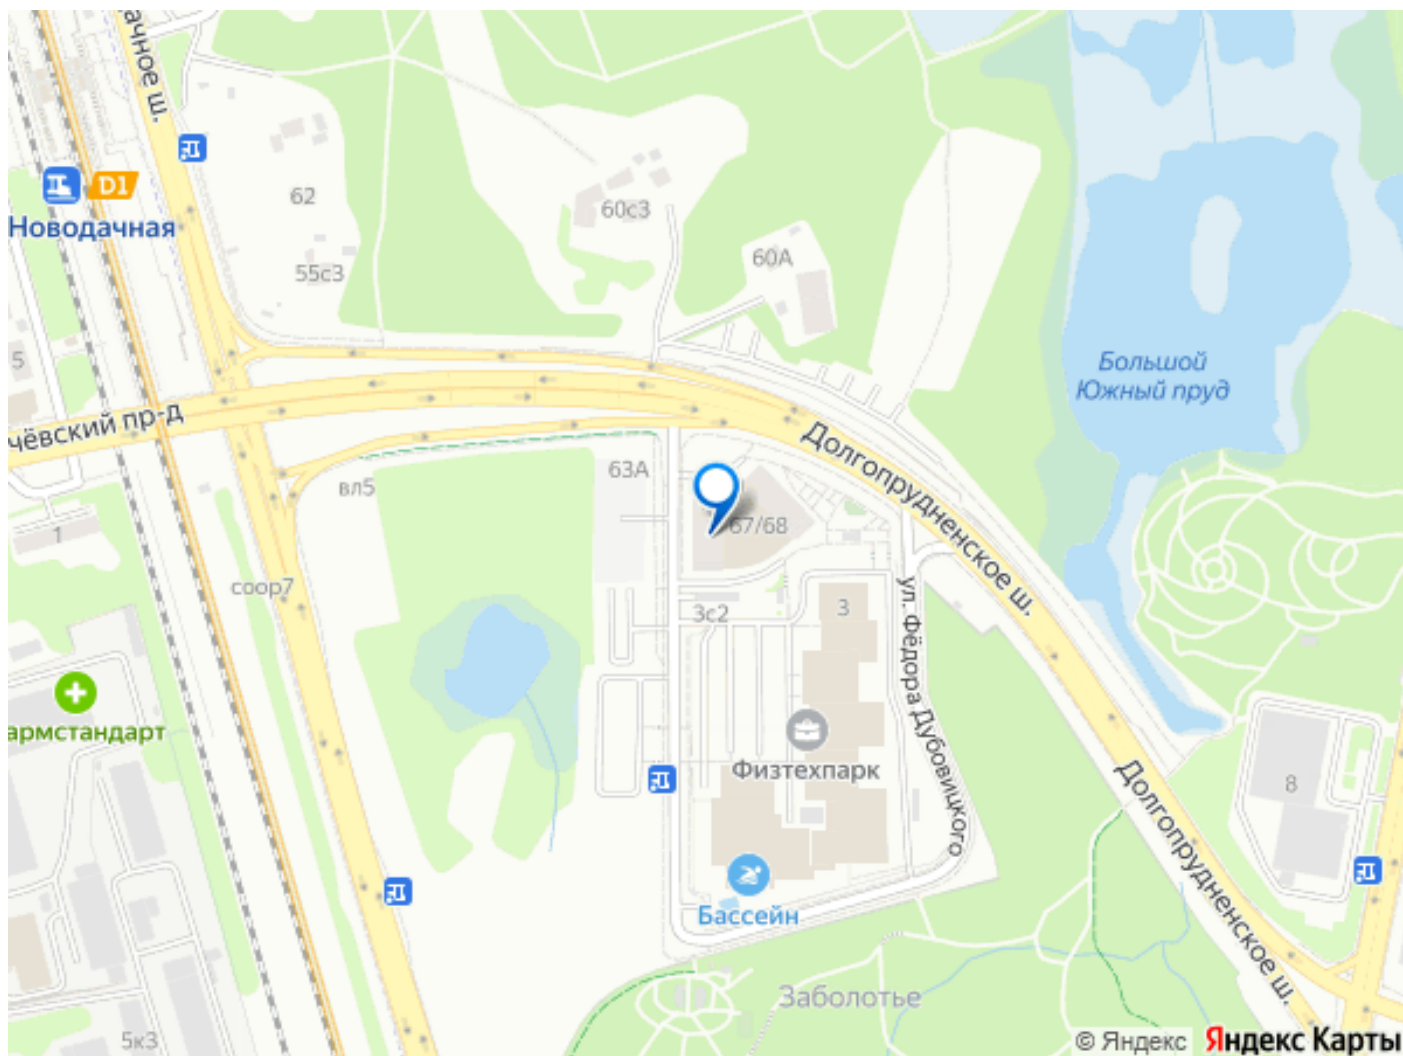 ачное ш.
D1
Новодачная
62
60с3
60А
55с3
5
Большой
Южный пруд
чёвский пр-д
Долгопрудненское ш.
63А
вл5
67/68
1
соор7
3с2
3
ул. Фёдора Дубовицкого
армстандарт
Физтехпарк
Долгопрудненское ш.
8
Бассейн
Заболотье
5к3
© Яндекс Яндекс Карты